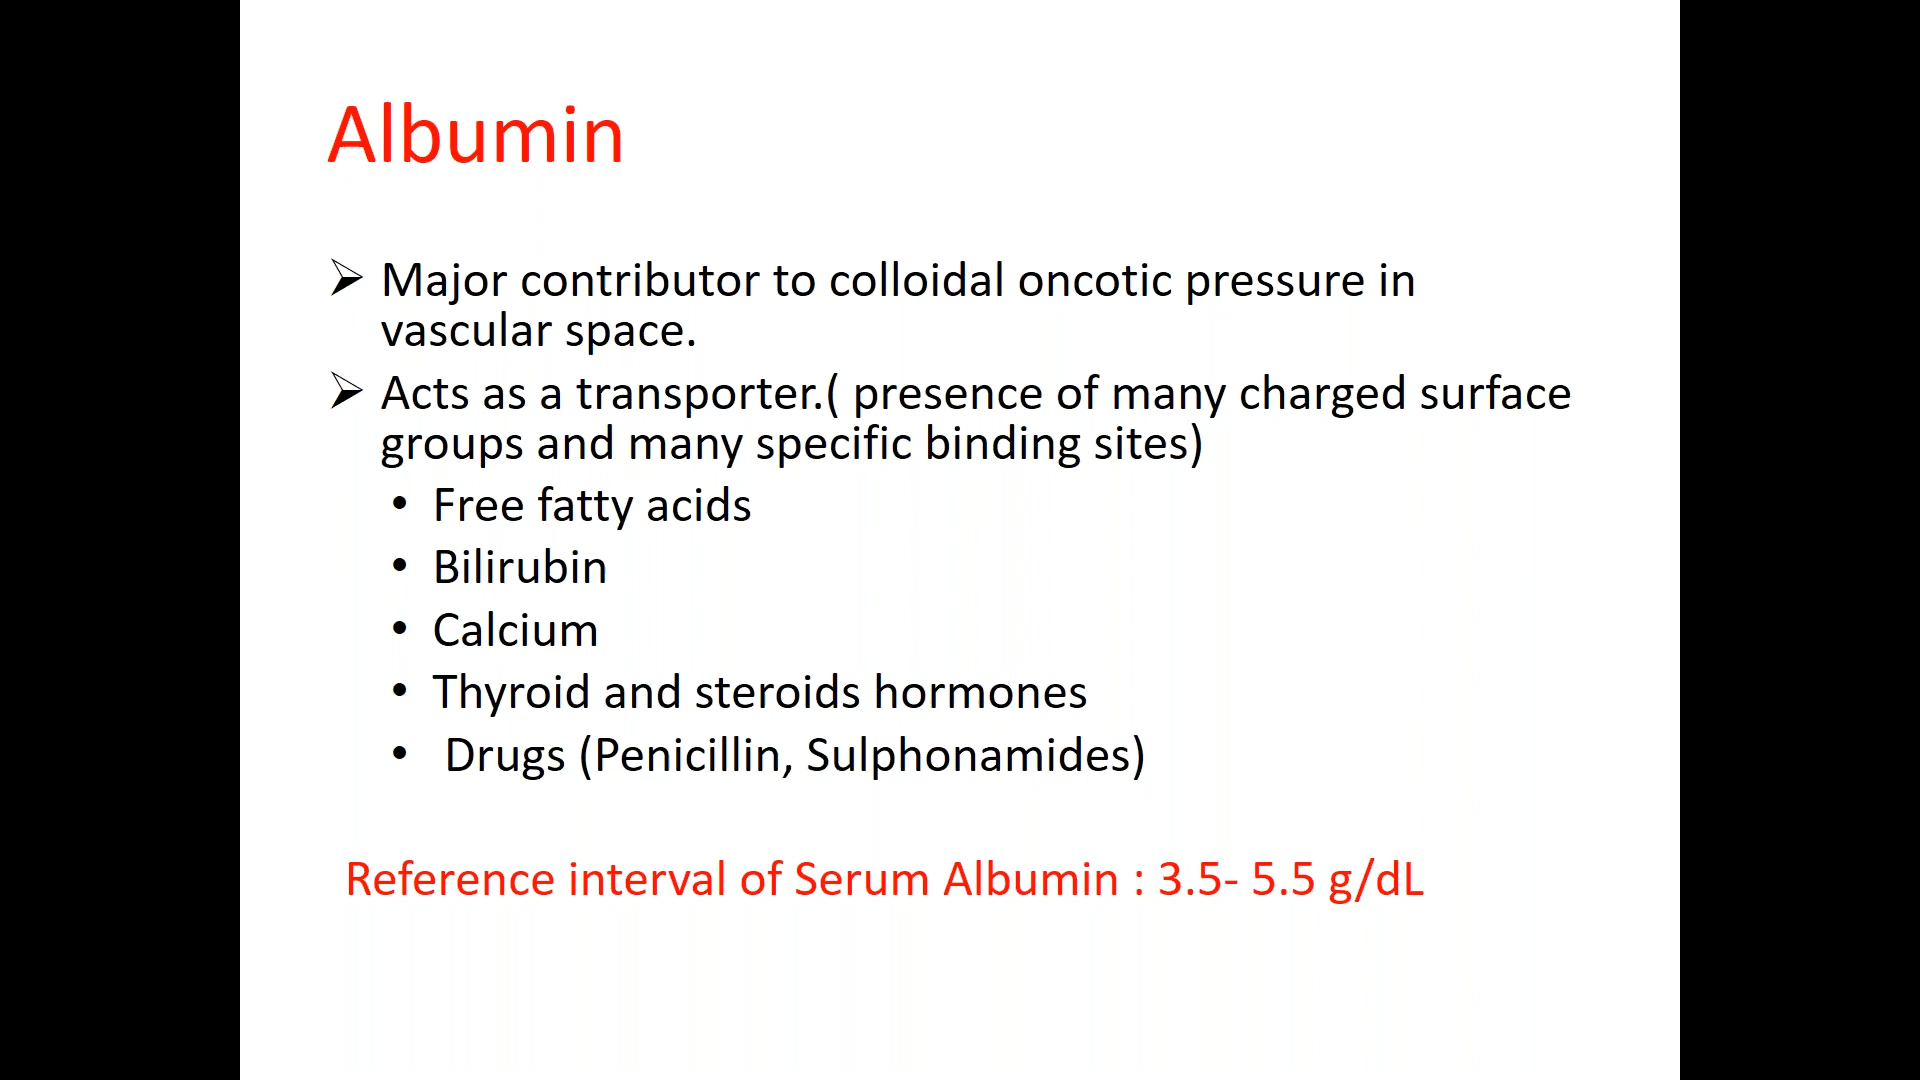 Albumin
➢ Major contributor to colloidal oncotic pressure in
vascular space.
➢ Acts as a transporter.( presence of many charged surface
groups and many specific binding sites)
• Free fatty acids
• Bilirubin
• Calcium
• Thyroid and steroids hormones
• Drugs (Penicillin, Sulphonamides)
Reference interval of Serum Albumin : 3.5- 5.5 g/dL